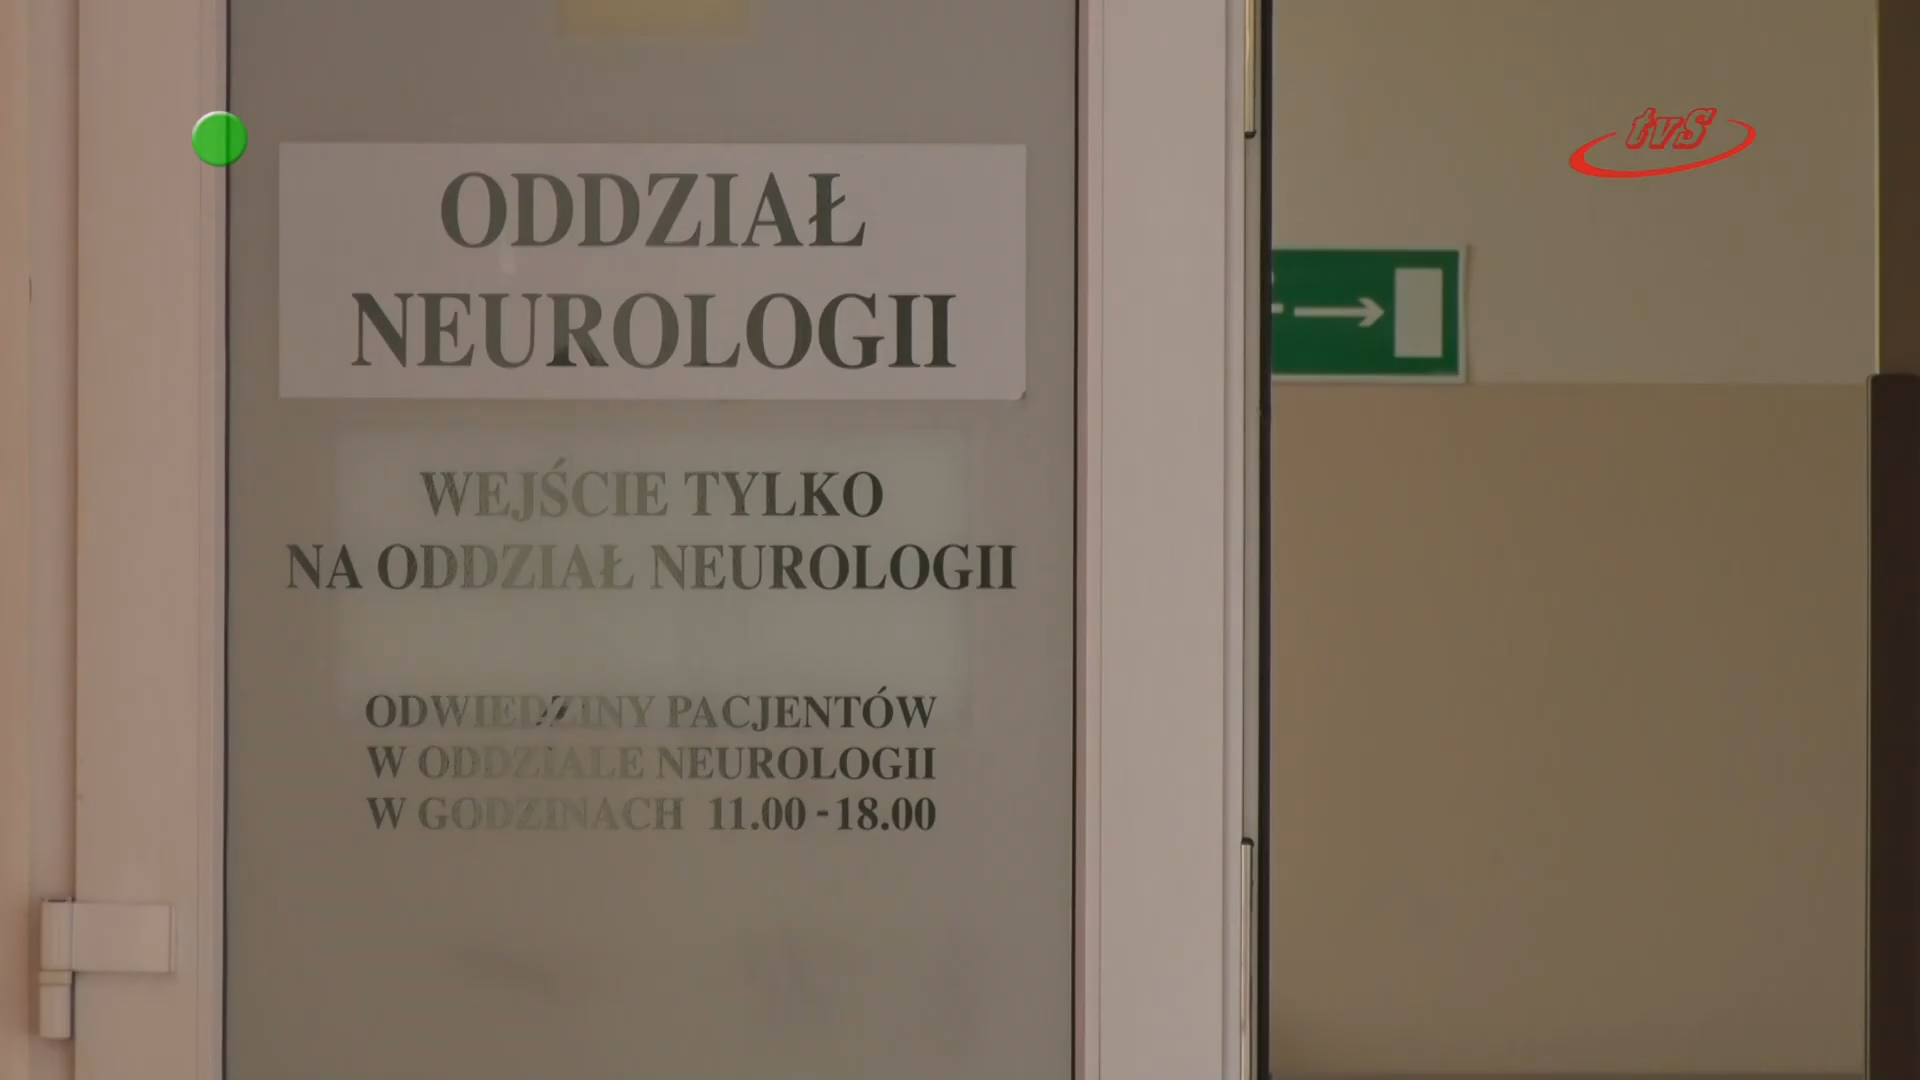 tvS
ODDZIAŁ
NEUROLOGII
WEJŚCIE TYLKO
NA ODDZIAŁ NEUROLOGII
ODWIEDZINY PACJENTÓW
W ODDZIALE NEUROLOGII
W GODZINACH 11.00 - 18.00